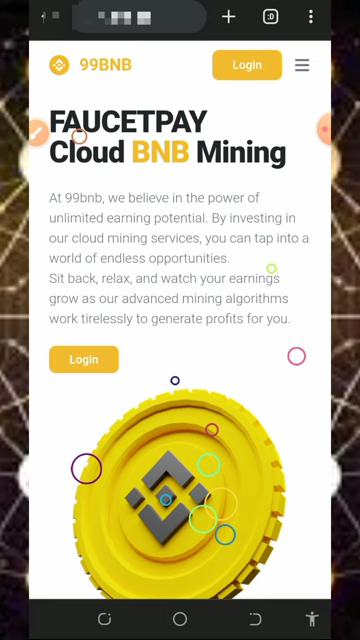 :D
99BNB
Login
FAUCETPAY
Cloud BNB Mining
At 99bnb, we believe in the power of
unlimited earning potential. By investing in
our cloud mining services, you can tap into a
world of endless opportunities.
Sit back, relax, and watch your earnings
grow as our advanced mining algorithms
work tirelessly to generate profits for you.
Login